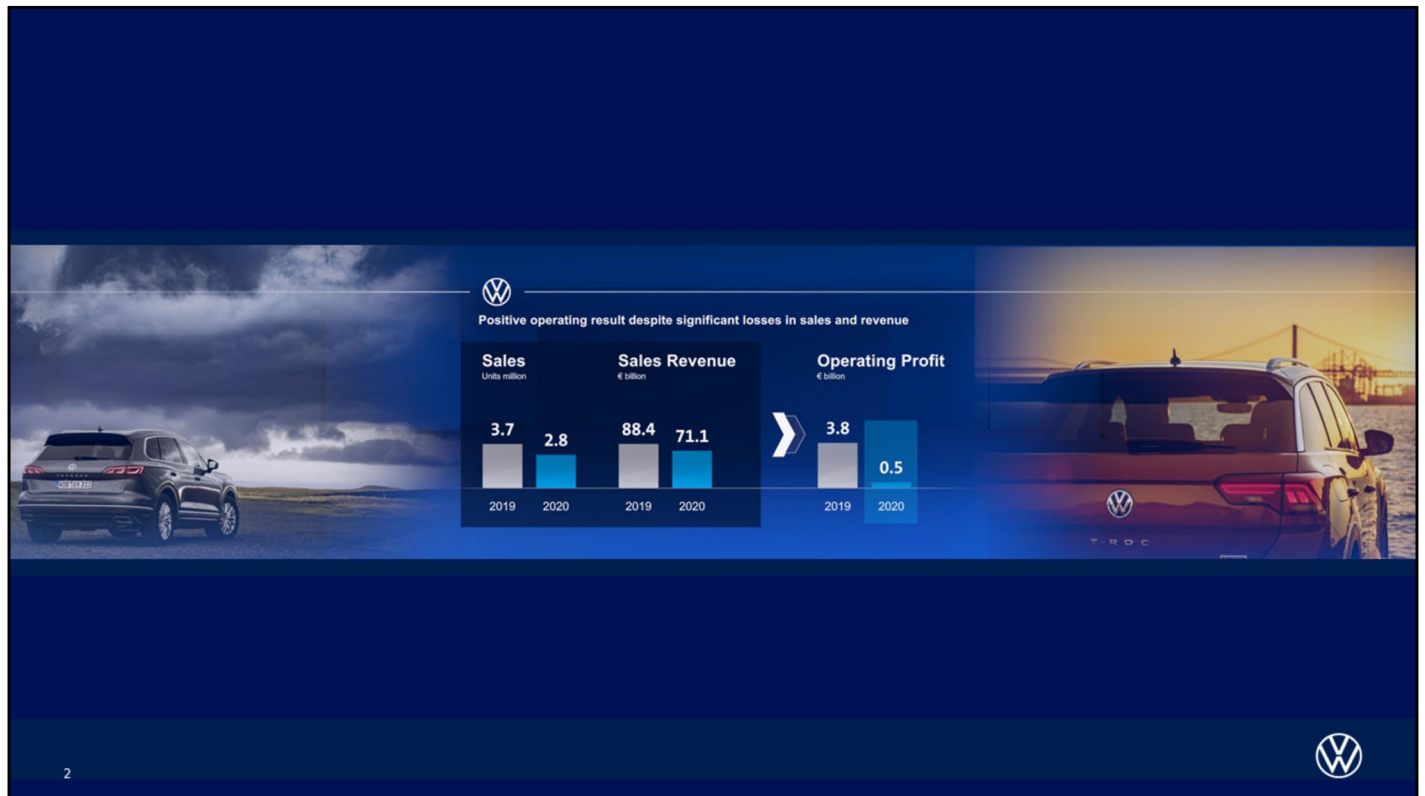 Positive operating result despite significant losses in sales and revenue
Sales
Units million
3.7
2.8
2019
2020
Sales Revenue
€ billion
88.4
71.1
2019
2020
Operating Profit
€ billion
3.8
0.5
2019
2020
T-ROC
2